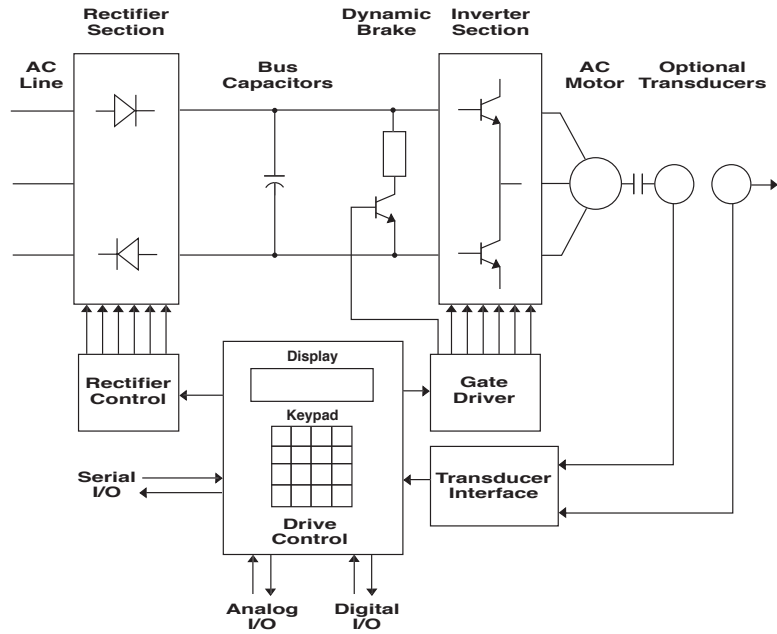 Rectifier
Section
Dynamic
Brake
Inverter
Section
AC
Line
Bus
Capacitors
AC
Motor
Optional
Transducers
Rectifier
Control
Display
Keypad
Drive
Control
Gate
Driver
Serial
I/O
Transducer
Interface
Analog
I/O
Digital
I/O